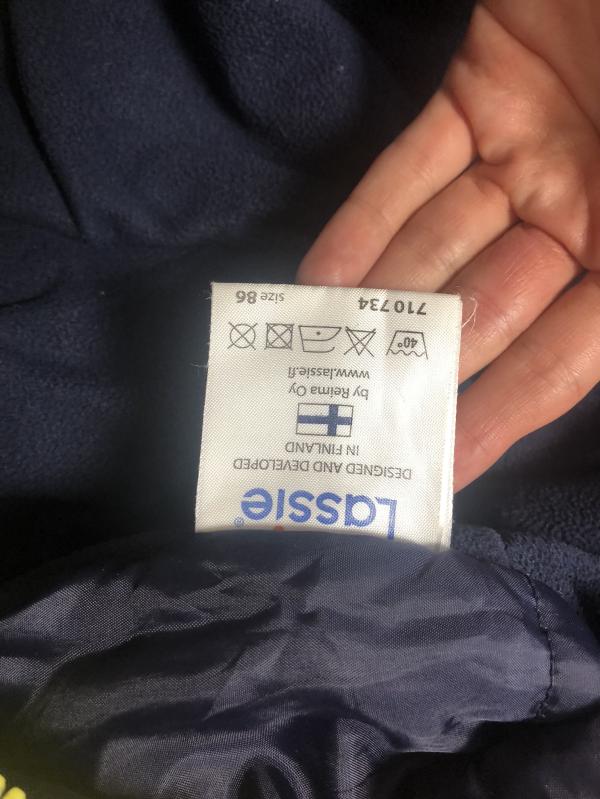 Lassie®
DESIGNED AND DEVELOPED
IN FINLAND
by Reima Oy
www.lassie.fi
40°
710734 size 86